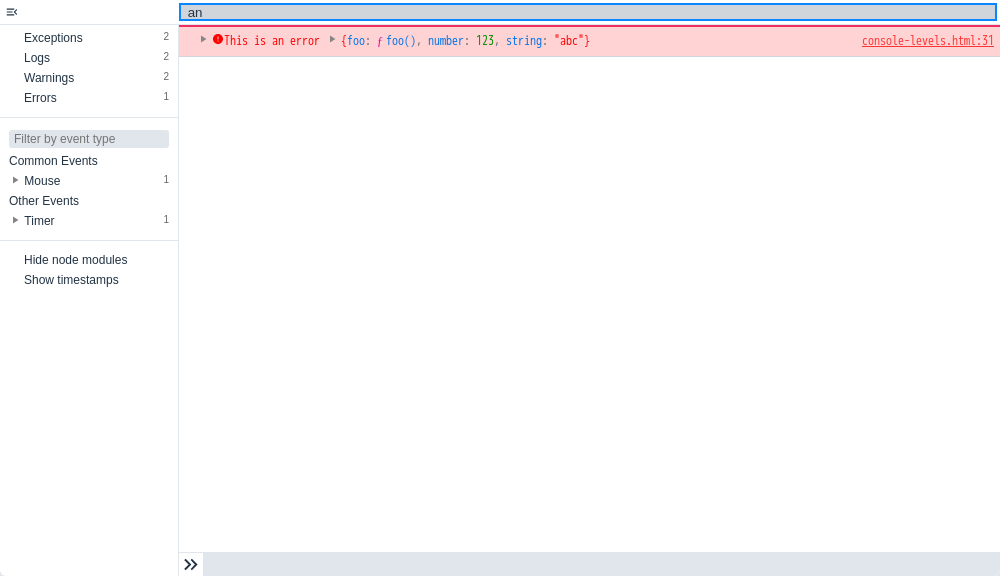 an
Exceptions 2
Logs 2
Warnings 2
Errors 1
This is an error {foo: ƒ foo(), number: 123, string: "abc"} console-levels.html:31
Filter by event type
Common Events
Mouse 1
Other Events
Timer 1
Hide node modules
Show timestamps